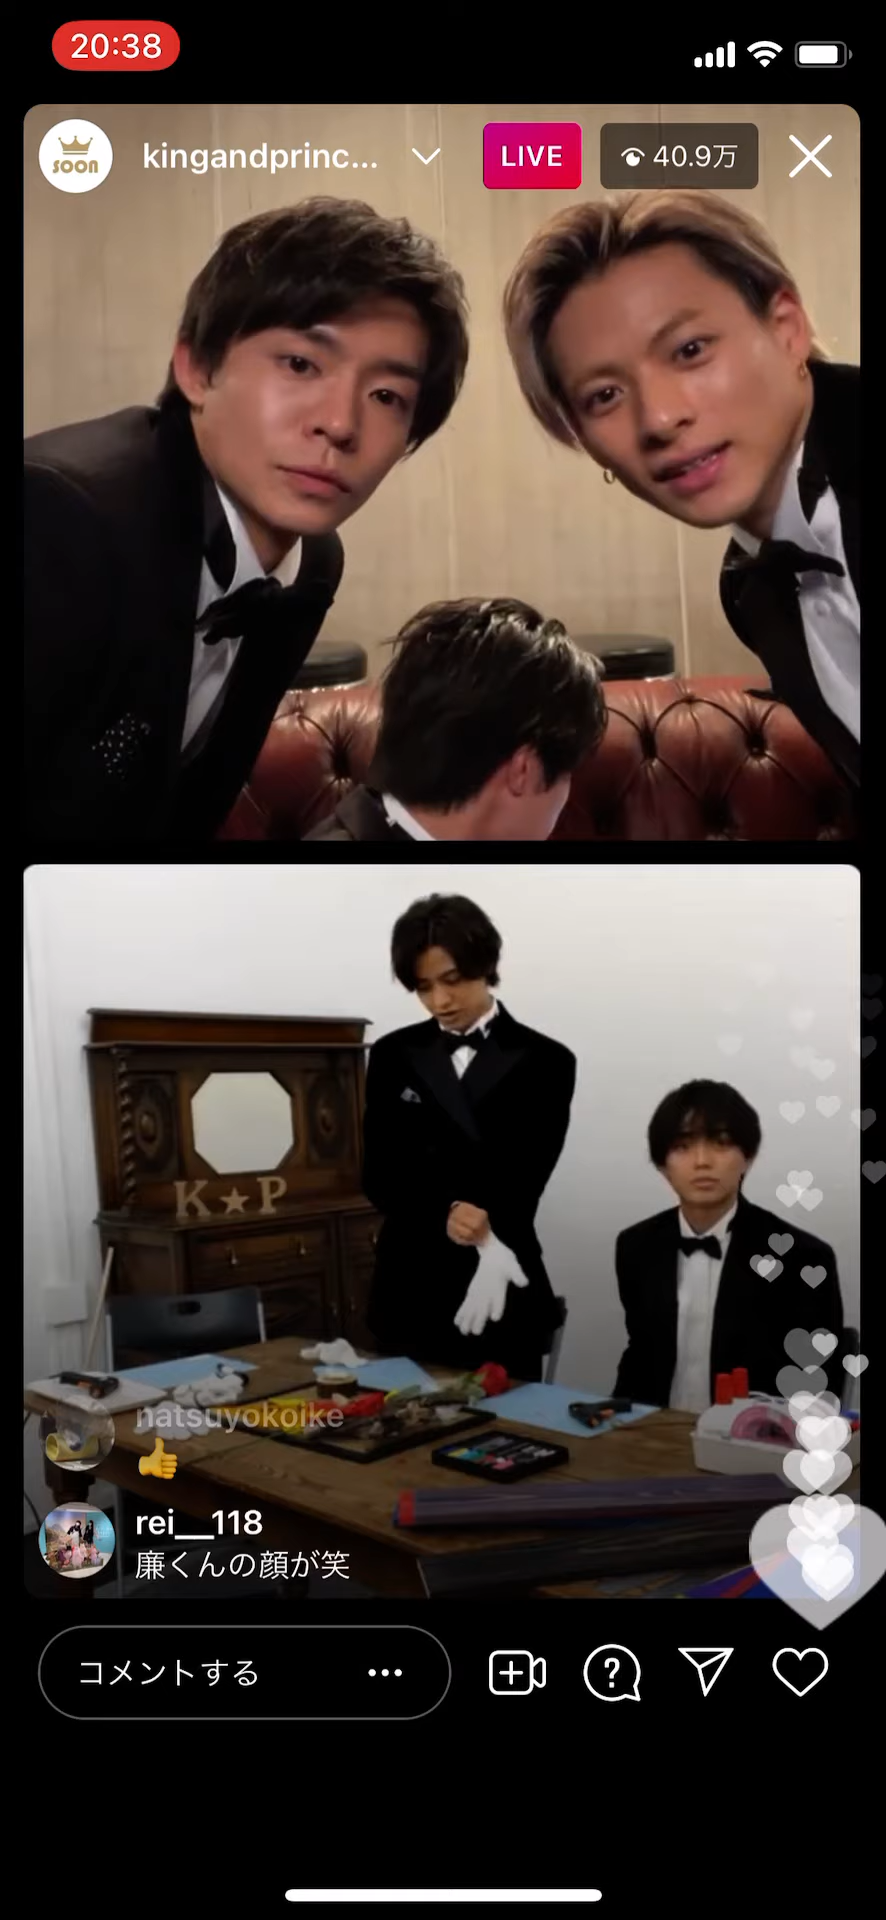 20:38
SOON
kingandprinc...
LIVE
40.9万
K★P
natsuyokoike
👍
rei__118
廉くんの顔が笑
コメントする